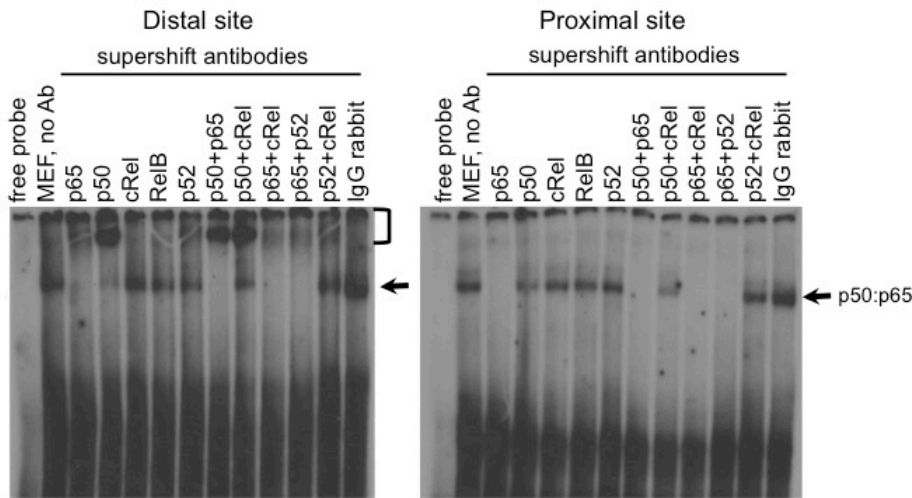 Distal site
supershift antibodies
free probe
MEF, no Ab
p65
p50
cRel
RelB
p52
p50+p65
p50+cRel
p65+cRel
p65+p52
p52+cRel
IgG rabbit
Proximal site
supershift antibodies
free probe
MEF, no Ab
p65
p50
cRel
RelB
p52
p50+p65
p50+cRel
p65+cRel
p65+p52
p52+cRel
IgG rabbit
p50:p65